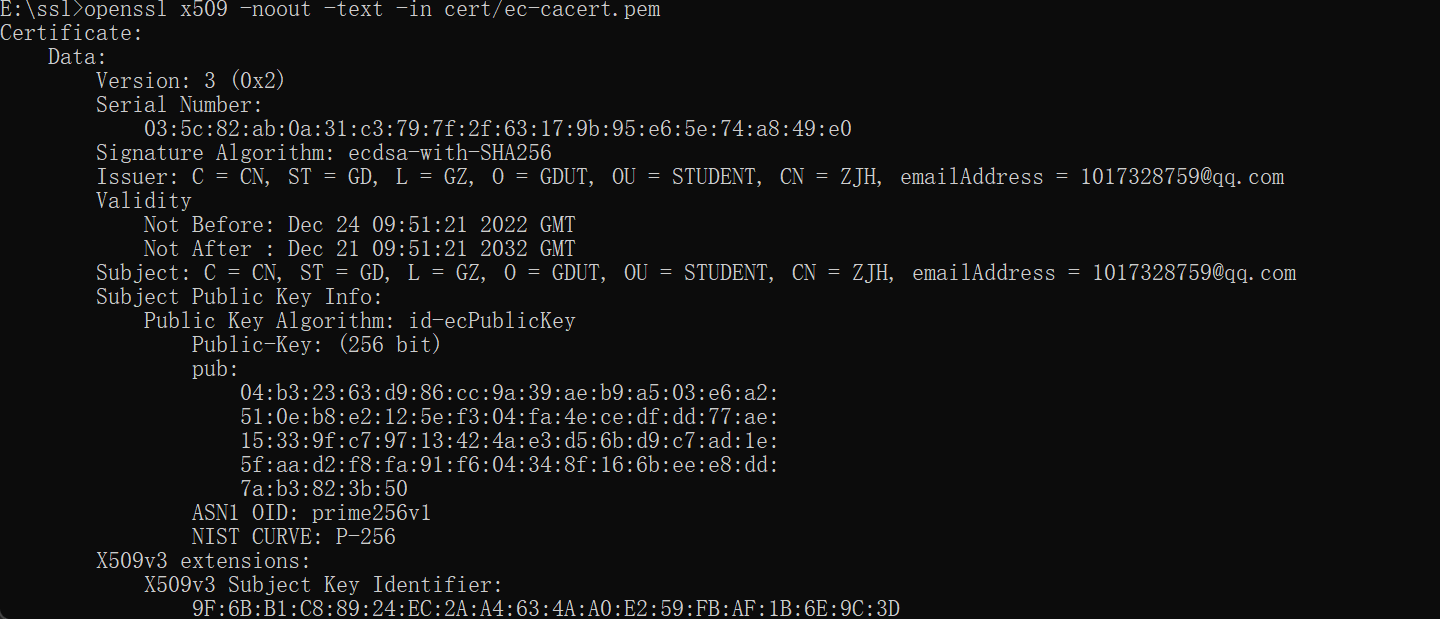 E:\ssl>openssl x509 -noout -text -in cert/ec-cacert.pem
Certificate:
    Data:
        Version: 3 (0x2)
        Serial Number:
            03:5c:82:ab:0a:31:c3:79:7f:2f:63:17:9b:95:e6:5e:74:a8:49:e0
        Signature Algorithm: ecdsa-with-SHA256
        Issuer: C = CN, ST = GD, L = GZ, O = GDUT, OU = STUDENT, CN = ZJH, emailAddress = 1017328759@qq.com
        Validity
            Not Before: Dec 24 09:51:21 2022 GMT
            Not After : Dec 21 09:51:21 2032 GMT
        Subject: C = CN, ST = GD, L = GZ, O = GDUT, OU = STUDENT, CN = ZJH, emailAddress = 1017328759@qq.com
        Subject Public Key Info:
            Public Key Algorithm: id-ecPublicKey
                Public-Key: (256 bit)
                pub:
                    04:b3:23:63:d9:86:cc:9a:39:ae:b9:a5:03:e6:a2:
                    51:0e:b8:e2:12:5e:f3:04:fa:4e:ce:df:dd:77:ae:
                    15:33:9f:c7:97:13:42:4a:e3:d5:6b:d9:c7:ad:1e:
                    5f:aa:d2:f8:fa:91:f6:04:34:8f:16:6b:ee:e8:dd:
                    7a:b3:82:3b:50
                ASN1 OID: prime256v1
                NIST CURVE: P-256
        X509v3 extensions:
            X509v3 Subject Key Identifier:
                9F:6B:B1:C8:89:24:EC:2A:A4:63:4A:A0:E2:59:FB:AF:1B:6E:9C:3D